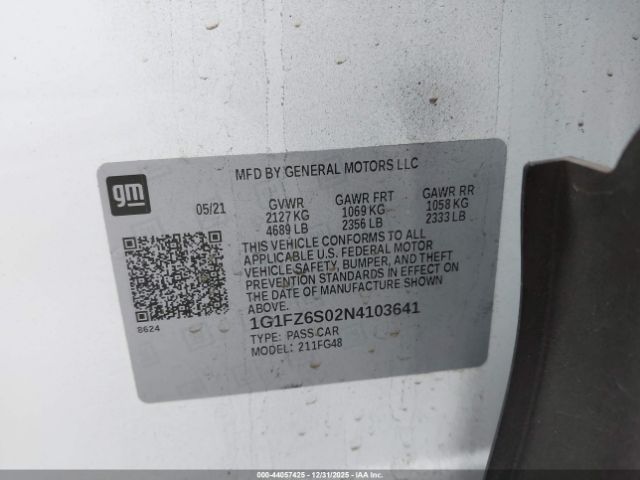 MFD BY GENERAL MOTORS LLC
gm
05/21
GVWR GAWR FRT GAWR RR
2127 KG 1069 KG 1058 KG
4689 LB 2356 LB 2333 LB
THIS VEHICLE CONFORMS TO ALL
APPLICABLE U.S. FEDERAL MOTOR
VEHICLE SAFETY, BUMPER, AND THEFT
PREVENTION STANDARDS IN EFFECT ON
THE DATE OF MANUFACTURE SHOWN
ABOVE.
8624
1G1FZ6S02N4103641
TYPE: PASS CAR
MODEL: 211FG48
000-44057425 - 12/31/2025 - IAA Inc.